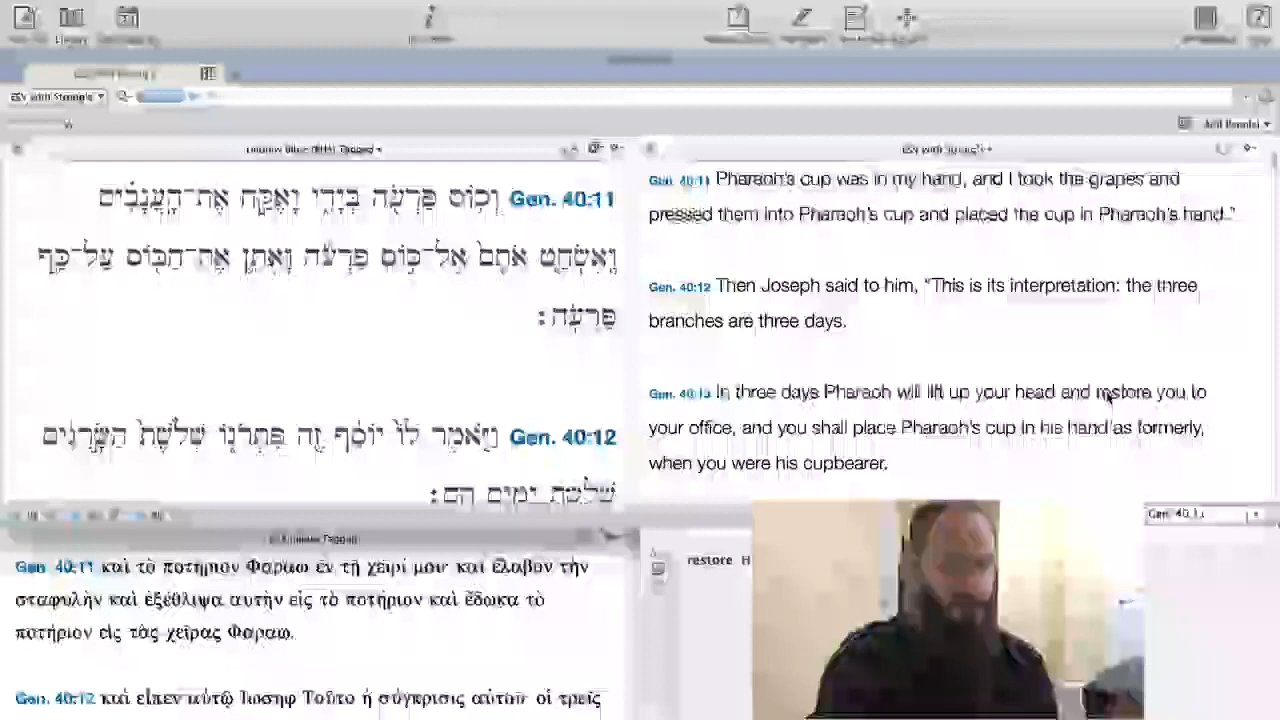 Gen. 40:11 וְכ֥וֹס פַּרְעֹ֖ה בְּיָדִ֑י וָאֶקַּ֣ח אֶת־הָֽעֲנָבִ֗ים
וָֽאֶשְׂחַ֤ט אֹתָם֙ אֶל־כּ֣וֹס פַּרְעֹ֔ה וָאֶתֵּ֥ן אֶת־הַכּ֖וֹס עַל־כַּ֥ף
פַּרְעֹֽה׃
Gen. 40:12 וַיֹּ֤אמֶר לוֹ֙ יוֹסֵ֔ף זֶ֖ה פִּתְרֹנ֑וֹ שְׁלֹ֙שֶׁת֙ הַשָּׂ֣רִגִ֔ים
שְׁלֹ֥שֶׁת יָמִ֖ים הֵֽם׃
Gen. 40:11 Pharaoh's cup was in my hand, and I took the grapes and
pressed them into Pharaoh's cup and placed the cup in Pharaoh's hand."
Gen. 40:12 Then Joseph said to him, "This is its interpretation: the three
branches are three days.
Gen. 40:13 In three days Pharaoh will lift up your head and restore you to
your office, and you shall place Pharaoh's cup in his hand as formerly,
when you were his cupbearer.
Gen. 40:11 καὶ τὸ ποτήριον Φαραω ἐν τῇ χειρί μου· καὶ ἔλαβον τὴν
σταφυλὴν καὶ ἐξέθλιψα αὐτὴν εἰς τὸ ποτήριον καὶ ἔδωκα τὸ
ποτήριον εἰς τὰς χεῖρας Φαραω.
Gen. 40:12 καὶ εἶπεν αὐτῷ Ιωσηφ Τοῦτο ἡ σύγκρισις αὐτοῦ· οἱ τρεῖς
restore H